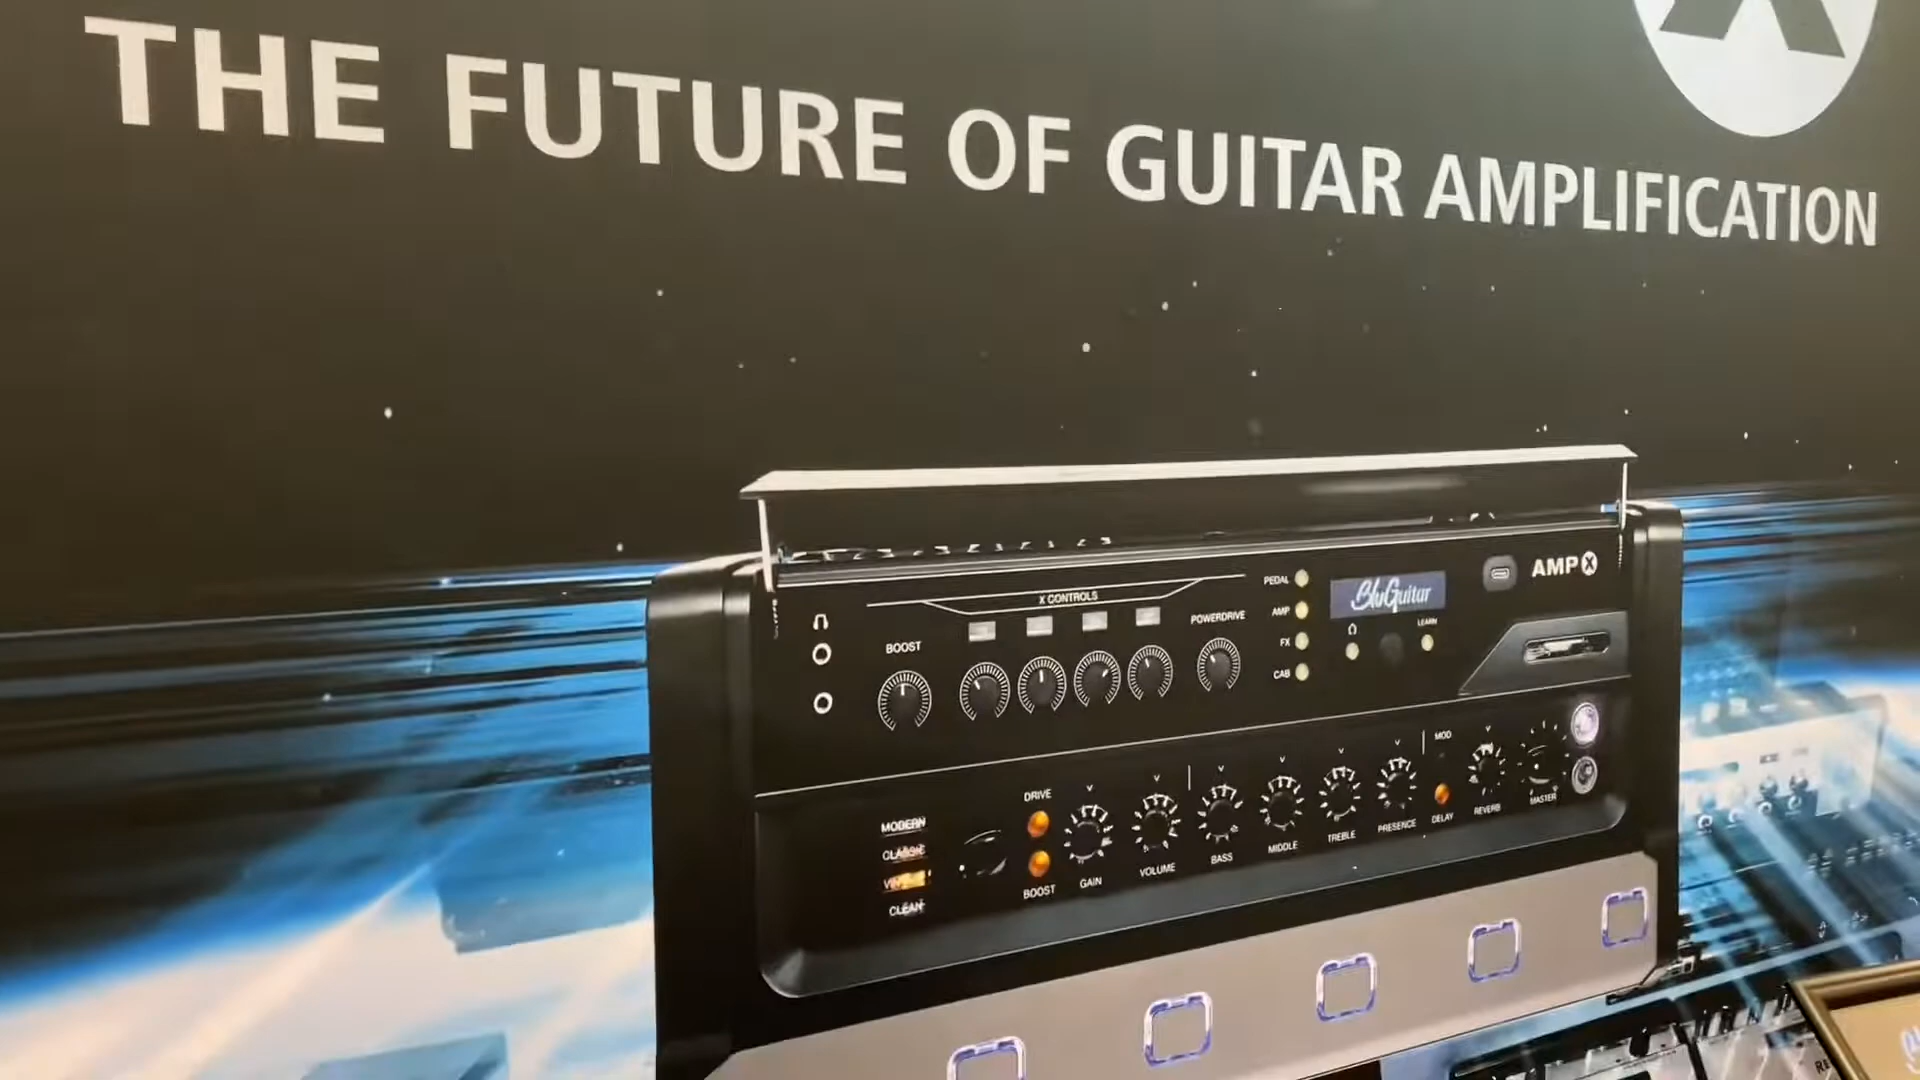 THE FUTURE OF GUITAR AMPLIFICATION
X
AMP X
BluGuitar
X CONTROLS
BOOST
POWERDRIVE
PEDAL
AMP
FX
CAB
LEARN
MODERN
CLASSIC
VINTAGE
CLEAN
DRIVE
BOOST
GAIN
VOLUME
BASS
MIDDLE
TREBLE
PRESENCE
MOD
DELAY
REVERB
MASTER